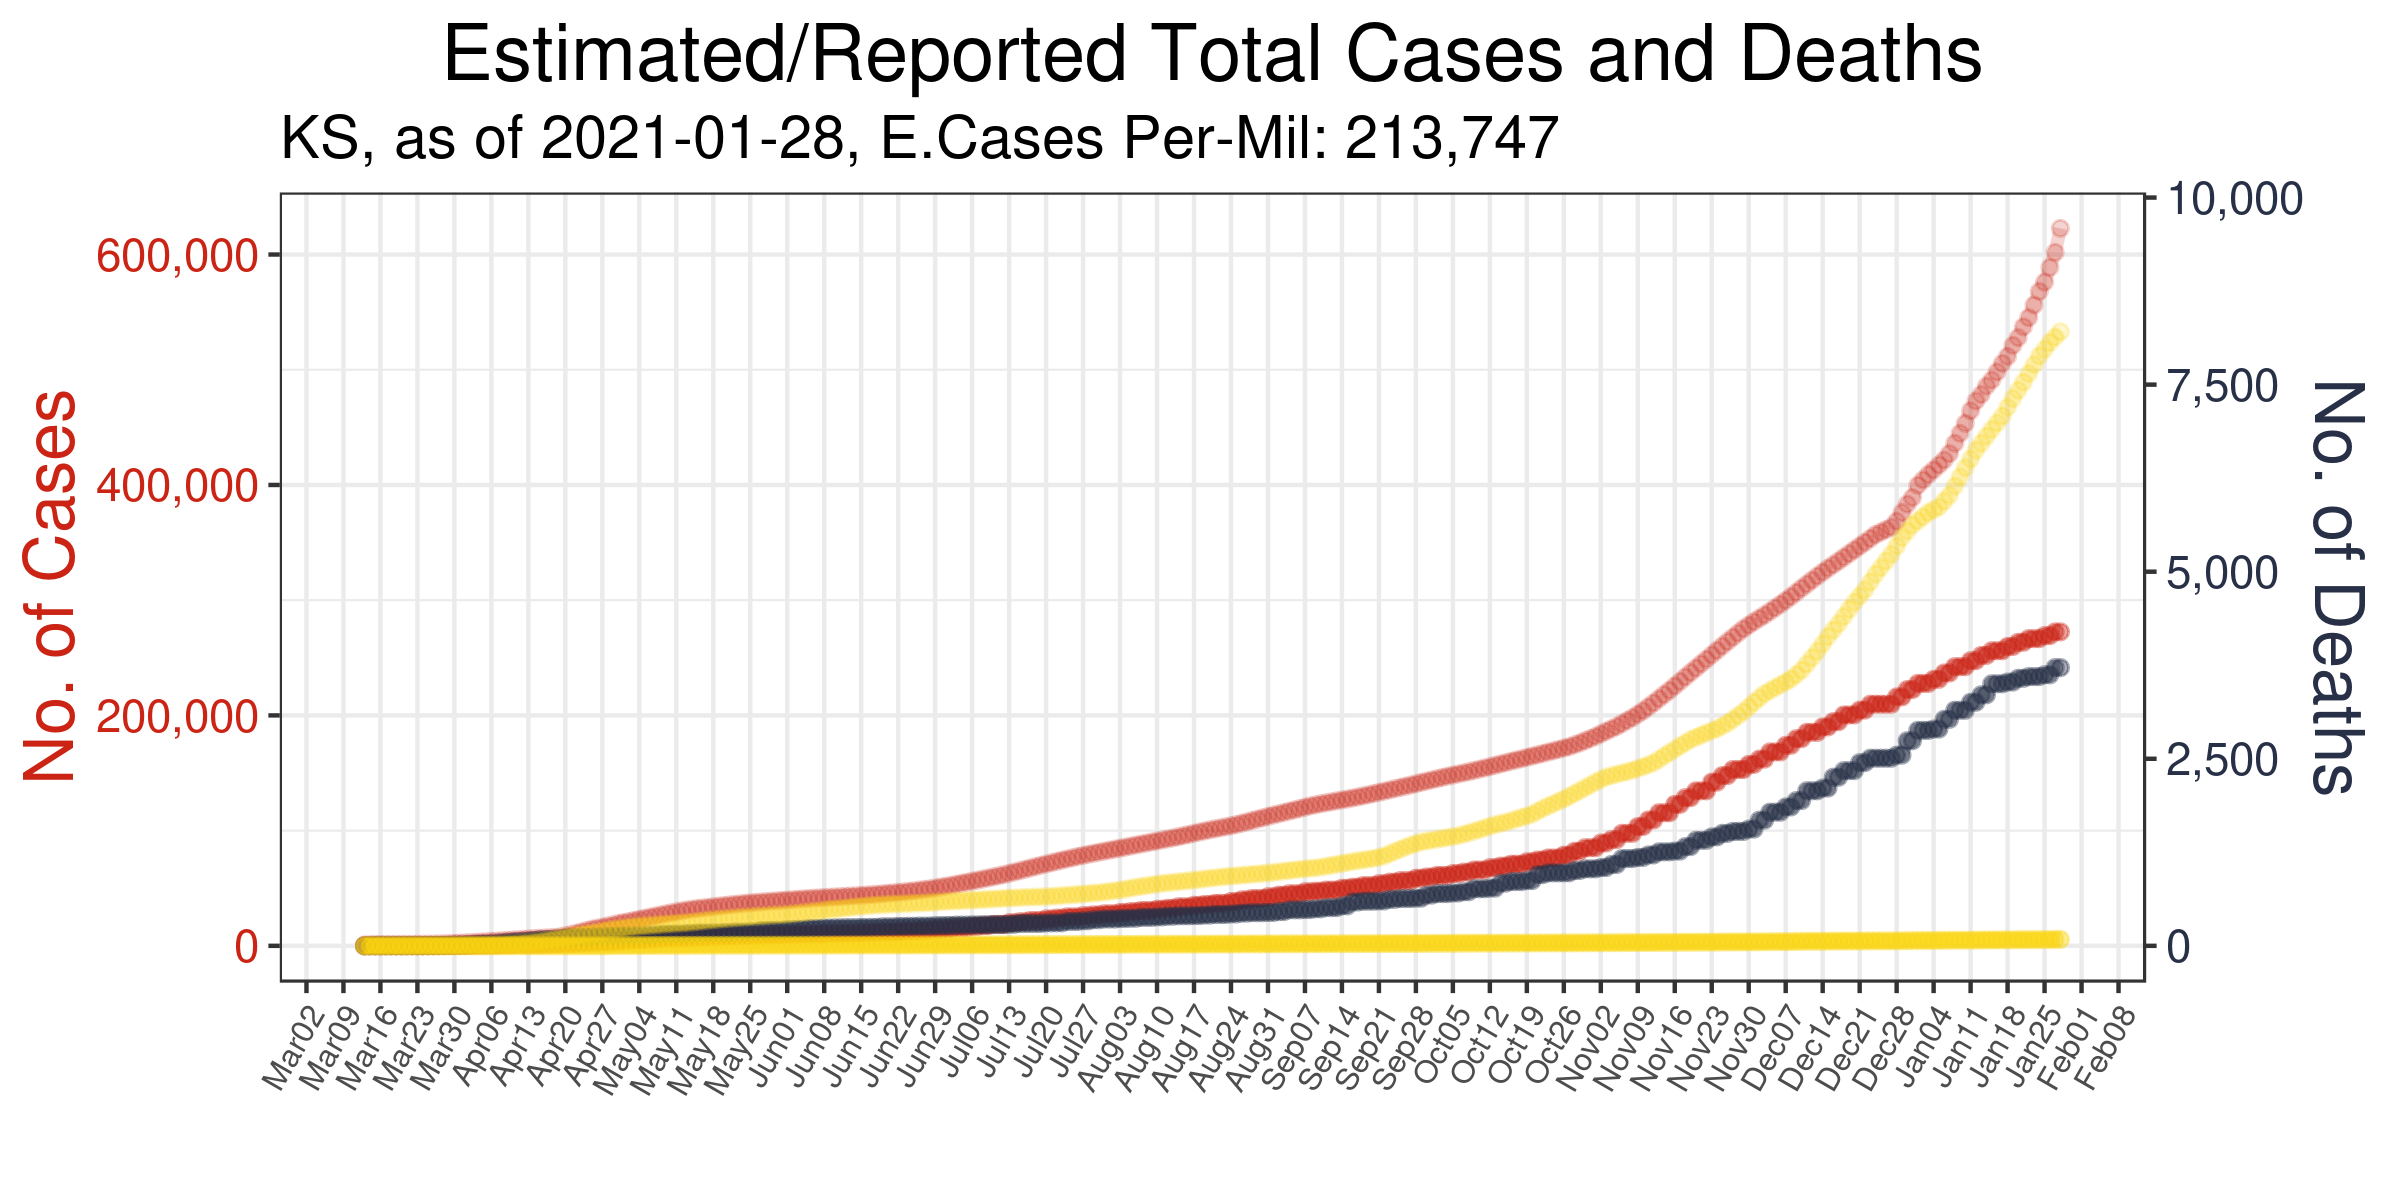 Estimated/Reported Total Cases and Deaths
KS, as of 2021-01-28, E.Cases Per-Mil: 213,747
No. of Cases
600,000
400,000
200,000
0
10,000
7,500
5,000
2,500
0
No. of Deaths
Mar02
Mar09
Mar16
Mar23
Mar30
Apr06
Apr13
Apr20
Apr27
May04
May11
May18
May25
Jun01
Jun08
Jun15
Jun22
Jun29
Jul06
Jul13
Jul20
Jul27
Aug03
Aug10
Aug17
Aug24
Aug31
Sep07
Sep14
Sep21
Sep28
Oct05
Oct12
Oct19
Oct26
Nov02
Nov09
Nov16
Nov23
Nov30
Dec07
Dec14
Dec21
Dec28
Jan04
Jan11
Jan18
Jan25
Feb01
Feb08